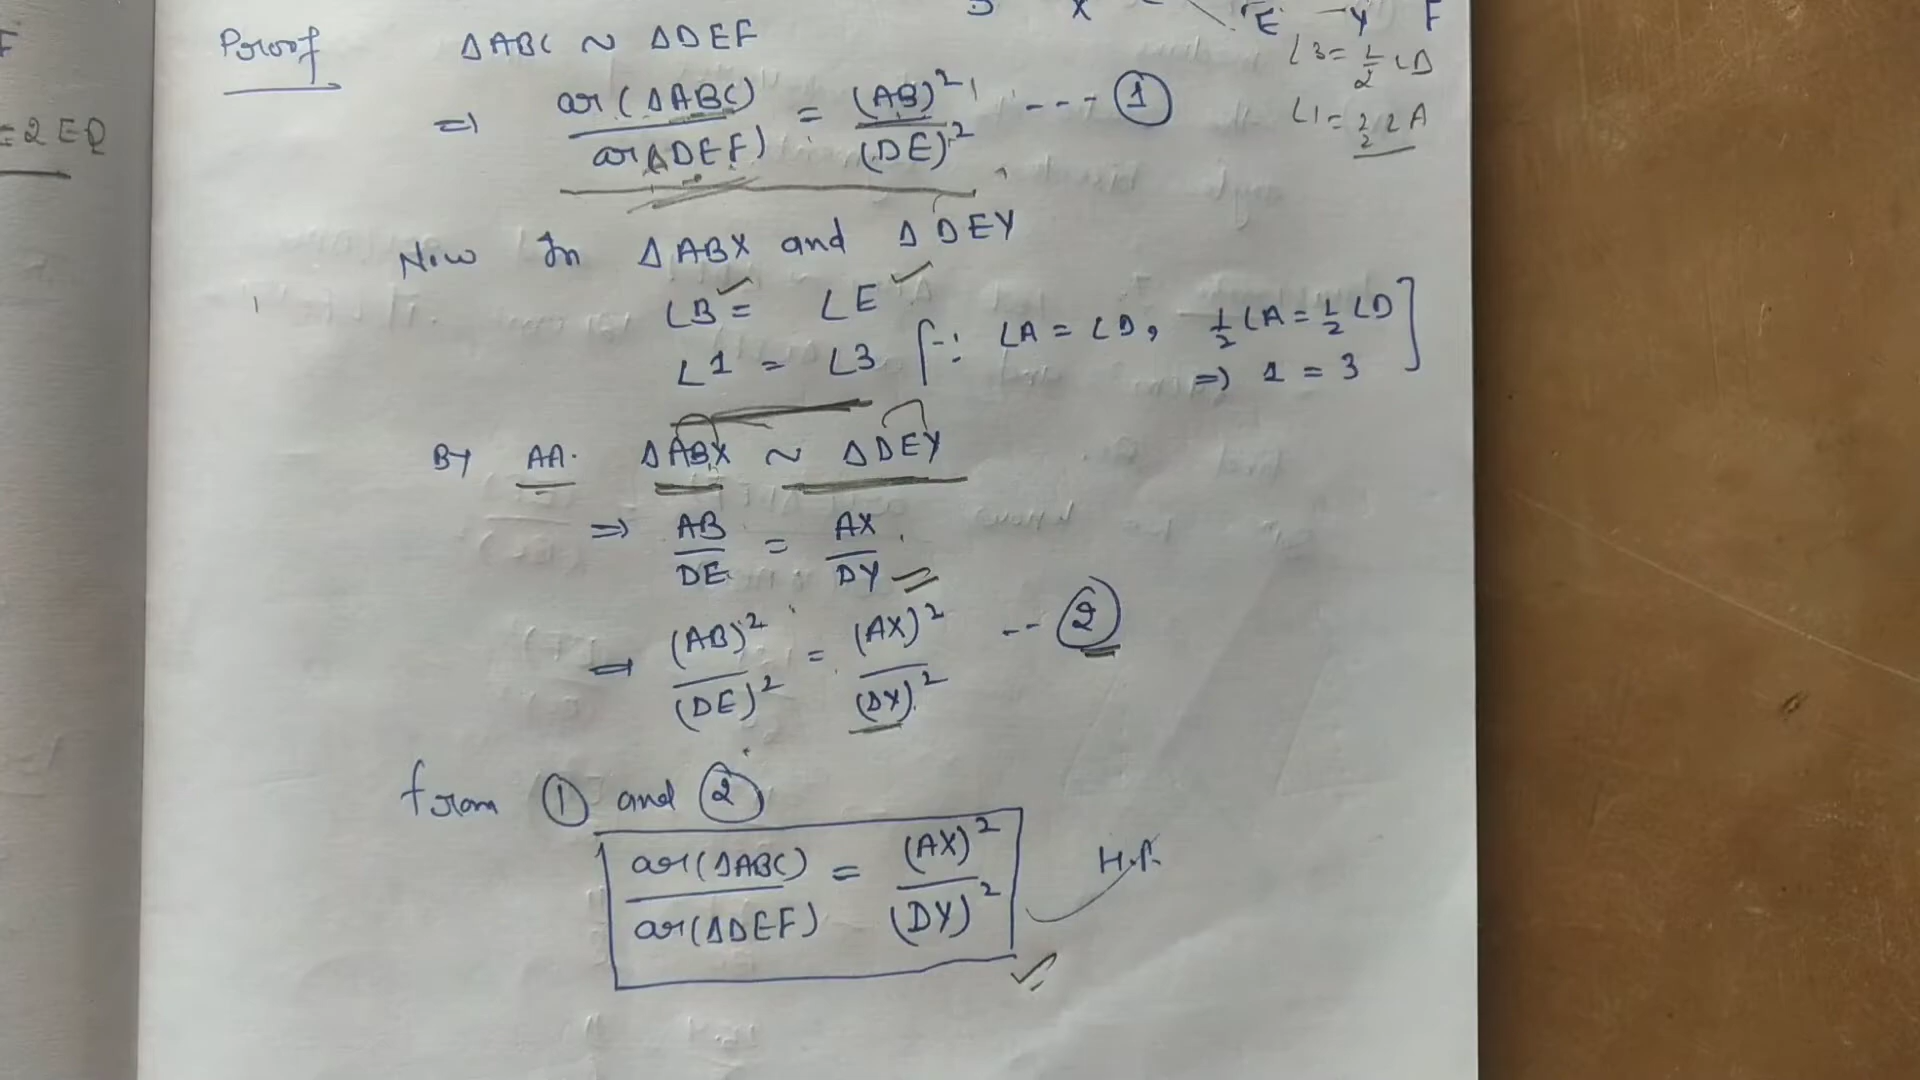 X E Y F
F
= 2 EQ
Proof ΔABC ~ ΔDEF
∠3 = 1/2 ∠D
∠1 = 1/2 ∠A
⇒ ar(ΔABC)/ar(ΔDEF) = (AB)²/(DE)² --- ①
Now In ΔABX and ΔDEY
∠B = ∠E
∠1 = ∠3 [∵ ∠A = ∠D, 1/2 ∠A = 1/2 ∠D
⇒ 1 = 3]
By AA. ΔABX ~ ΔDEY
⇒ AB/DE = AX/DY
⇒ (AB)²/(DE)² = (AX)²/(DY)² -- ②
from ① and ②
ar(ΔABC)/ar(ΔDEF) = (AX)²/(DY)² H.P.